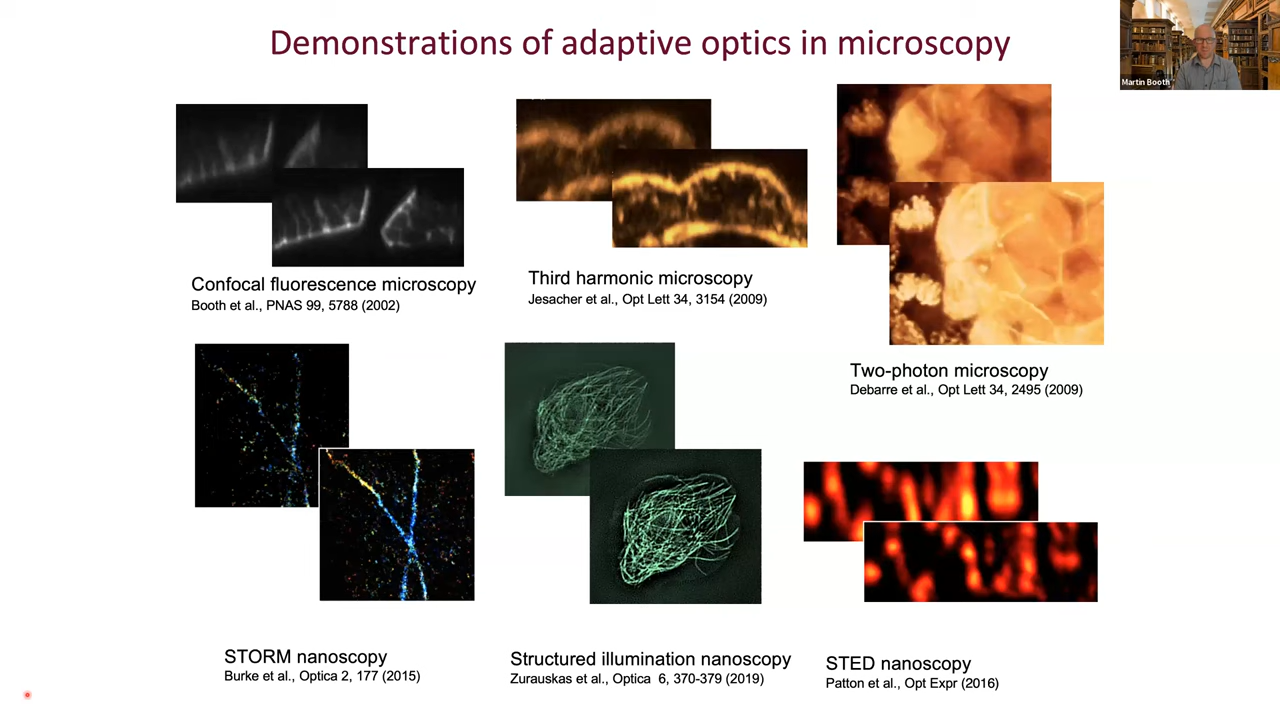 Demonstrations of adaptive optics in microscopy
Martin Booth
Confocal fluorescence microscopy
Booth et al., PNAS 99, 5788 (2002)
Third harmonic microscopy
Jesacher et al., Opt Lett 34, 3154 (2009)
Two-photon microscopy
Debarre et al., Opt Lett 34, 2495 (2009)
STORM nanoscopy
Burke et al., Optica 2, 177 (2015)
Structured illumination nanoscopy
Zurauskas et al., Optica  6, 370-379 (2019)
STED nanoscopy
Patton et al., Opt Expr (2016)